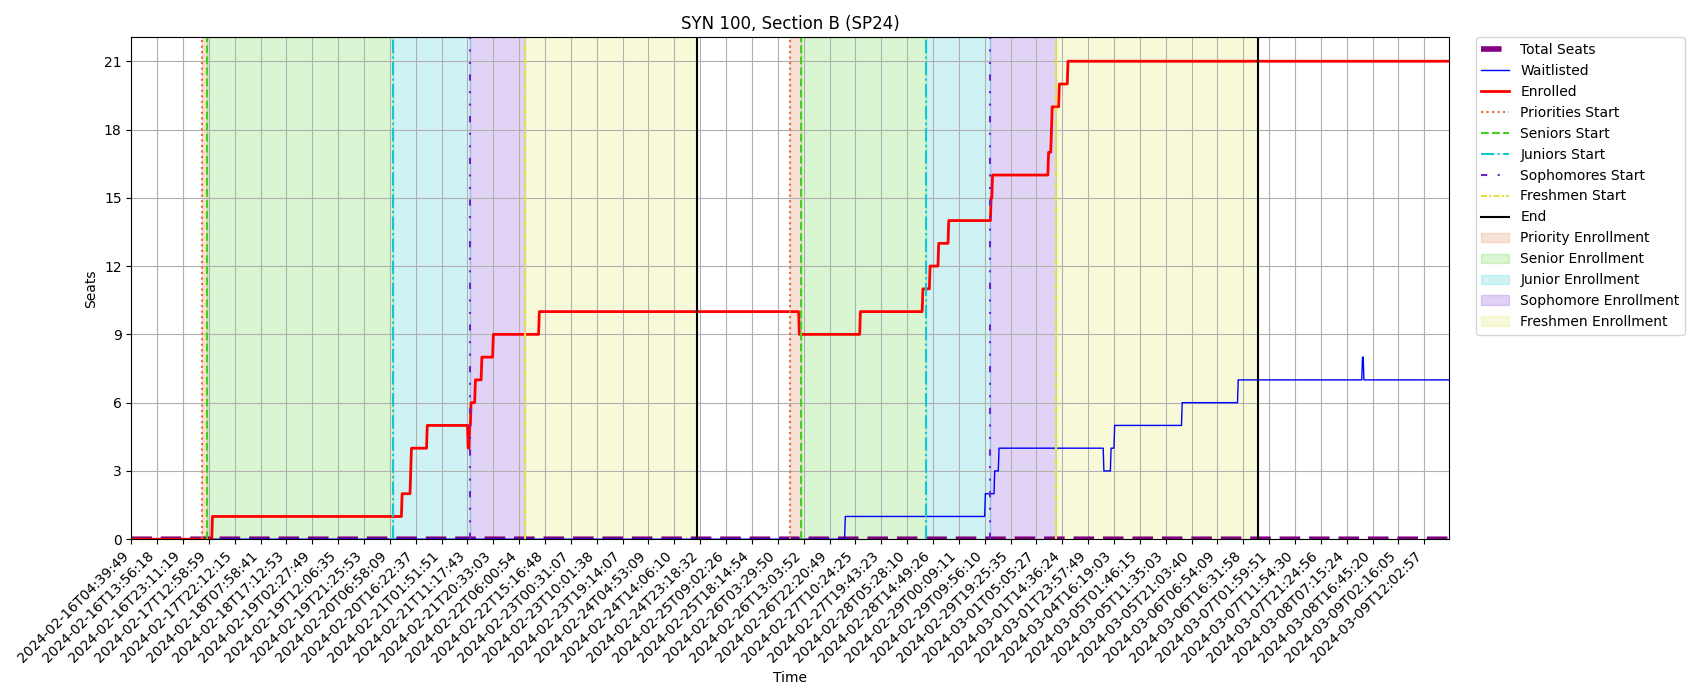 SYN 100, Section B (SP24)
Seats
21
18
15
12
9
6
3
0
2024-02-16T04:39:49
2024-02-16T13:56:18
2024-02-16T23:11:19
2024-02-17T12:58:59
2024-02-17T22:12:15
2024-02-18T07:58:41
2024-02-18T17:12:53
2024-02-19T02:27:49
2024-02-19T12:06:35
2024-02-19T21:25:53
2024-02-20T06:58:09
2024-02-20T16:22:37
2024-02-21T01:51:51
2024-02-21T11:17:43
2024-02-21T20:33:03
2024-02-22T06:00:54
2024-02-22T15:16:48
2024-02-23T00:31:07
2024-02-23T10:01:38
2024-02-23T19:14:07
2024-02-24T04:53:09
2024-02-24T14:06:10
2024-02-24T23:18:32
2024-02-25T09:02:26
2024-02-25T18:14:54
2024-02-26T03:29:50
2024-02-26T13:03:52
2024-02-26T22:20:49
2024-02-27T10:24:25
2024-02-27T19:43:23
2024-02-28T05:28:10
2024-02-28T14:49:26
2024-02-29T00:09:11
2024-02-29T09:56:10
2024-02-29T19:25:35
2024-03-01T05:05:27
2024-03-01T14:36:24
2024-03-01T23:57:49
2024-03-04T16:19:03
2024-03-05T01:46:15
2024-03-05T11:35:03
2024-03-05T21:03:40
2024-03-06T06:54:09
2024-03-06T16:31:58
2024-03-07T01:59:51
2024-03-07T11:54:30
2024-03-07T21:24:56
2024-03-08T07:15:24
2024-03-08T16:45:20
2024-03-09T02:16:05
2024-03-09T12:02:57
Time
Total Seats
Waitlisted
Enrolled
Priorities Start
Seniors Start
Juniors Start
Sophomores Start
Freshmen Start
End
Priority Enrollment
Senior Enrollment
Junior Enrollment
Sophomore Enrollment
Freshmen Enrollment